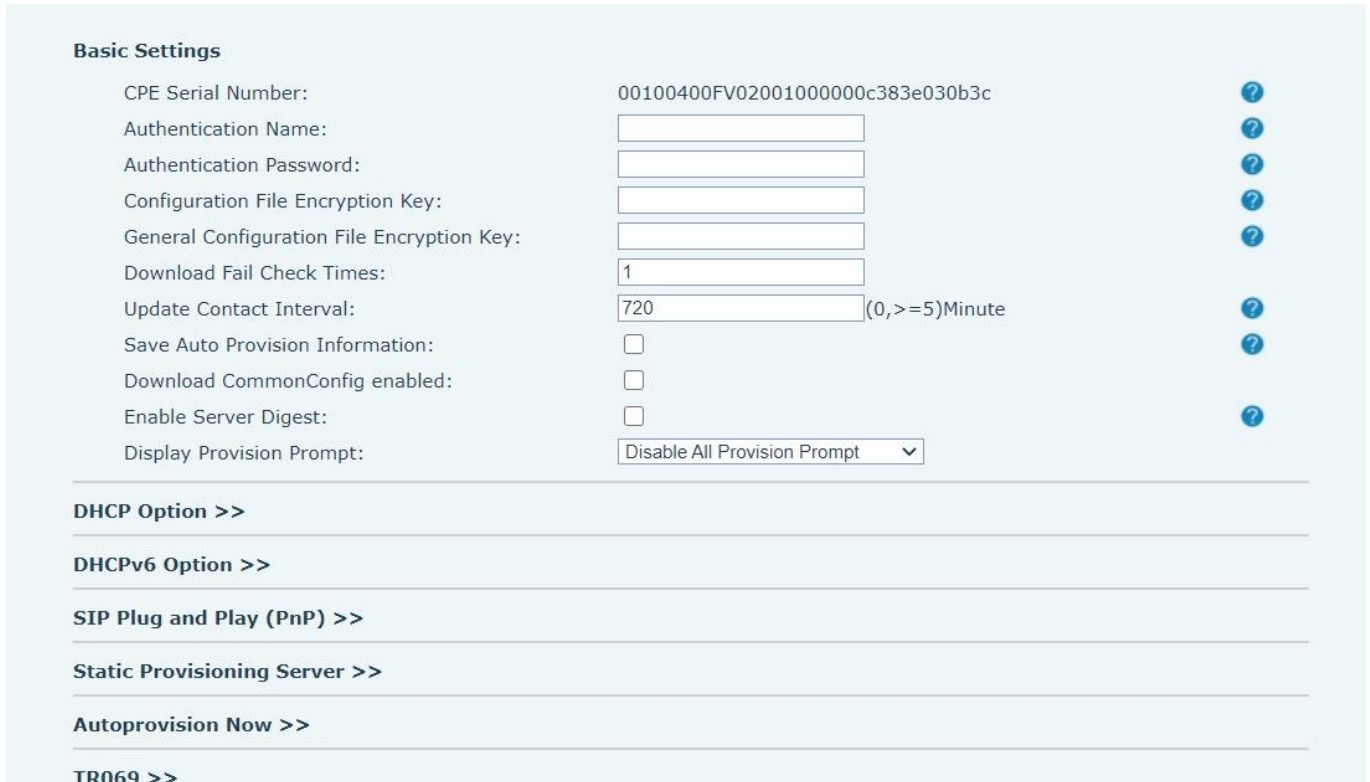 Basic Settings
CPE Serial Number: 00100400FV02001000000c383e030b3c ?
Authentication Name: ?
Authentication Password: ?
Configuration File Encryption Key: ?
General Configuration File Encryption Key: ?
Download Fail Check Times: 1
Update Contact Interval: 720 (0,>=5)Minute ?
Save Auto Provision Information: ?
Download CommonConfig enabled:
Enable Server Digest: ?
Display Provision Prompt: Disable All Provision Prompt
DHCP Option >>
DHCPv6 Option >>
SIP Plug and Play (PnP) >>
Static Provisioning Server >>
Autoprovision Now >>
TR069 >>